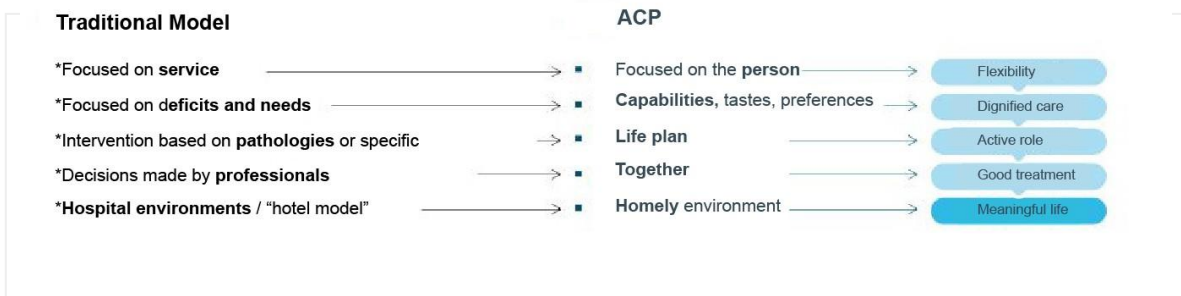 Traditional Model
ACP
*Focused on service
Focused on the person
Flexibility
*Focused on deficits and needs
Capabilities, tastes, preferences
Dignified care
*Intervention based on pathologies or specific
Life plan
Active role
*Decisions made by professionals
Together
Good treatment
*Hospital environments / “hotel model”
Homely environment
Meaningful life